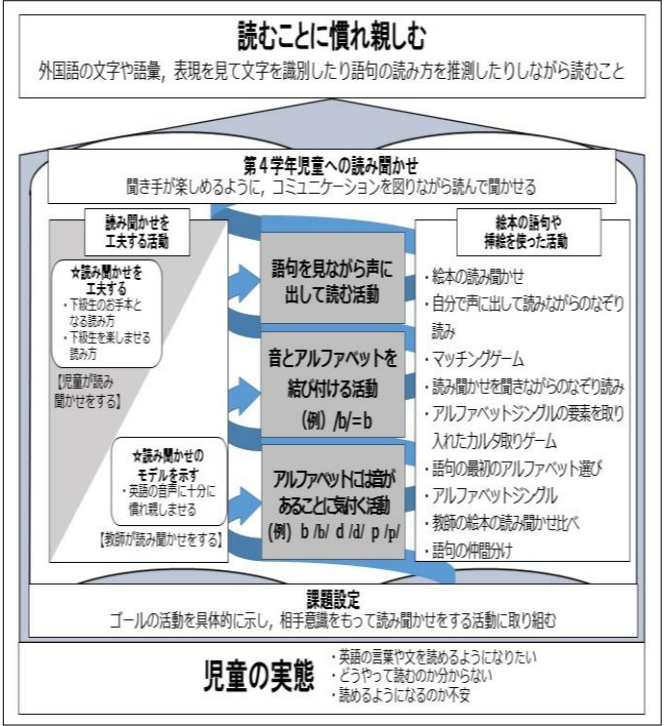 読むことに慣れ親しむ
外国語の文字や語彙，表現を見て文字を識別したり語句の読み方を推測したりしながら読むこと
第４学年児童への読み聞かせ
聞き手が楽しめるように，コミュニケーションを図りながら読んで聞かせる
読み聞かせを
工夫する活動
☆読み聞かせを
工夫する
・下級生のお手本と
なる読み方
・下級生を楽しませる
読み方
【児童が読み
聞かせをする】
☆読み聞かせの
モデルを示す
・英語の音声に十分に
慣れ親しませる
【教師が読み聞かせをする】
語句を見ながら声に
出して読む活動
音とアルファベットを
結び付ける活動
（例）/b/＝b
アルファベットには音が
あることに気付く活動
(例) b /b/ d /d/ p /p/
絵本の語句や
挿絵を使った活動
・絵本の読み聞かせ
・自分で声に出して読みながらのなぞり
読み
・マッチングゲーム
・読み聞かせを聞きながらのなぞり読み
・アルファベットジングルの要素を取り
入れたカルタ取りゲーム
・語句の最初のアルファベット選び
・アルファベットジングル
・教師の絵本の読み聞かせ比べ
・語句の仲間分け
課題設定
ゴールの活動を具体的に示し，相手意識をもって読み聞かせをする活動に取り組む
児童の実態
・英語の言葉や文を読めるようになりたい
・どうやって読むのか分からない
・読めるようになるのか不安